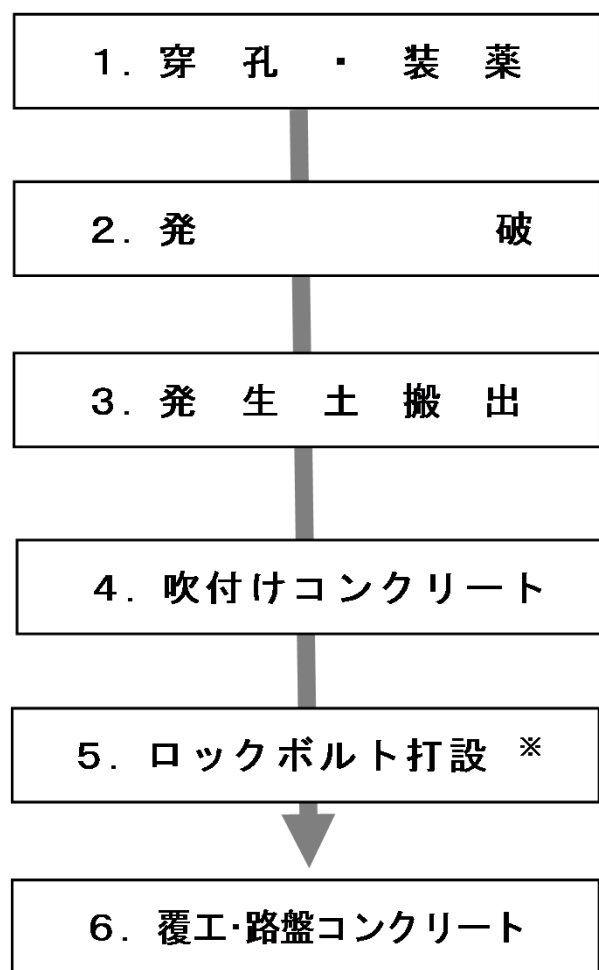 1. 穿孔・装薬
2. 発破
3. 発生土搬出
4. 吹付けコンクリート
5. ロックボルト打設 ※
6. 覆工・路盤コンクリート